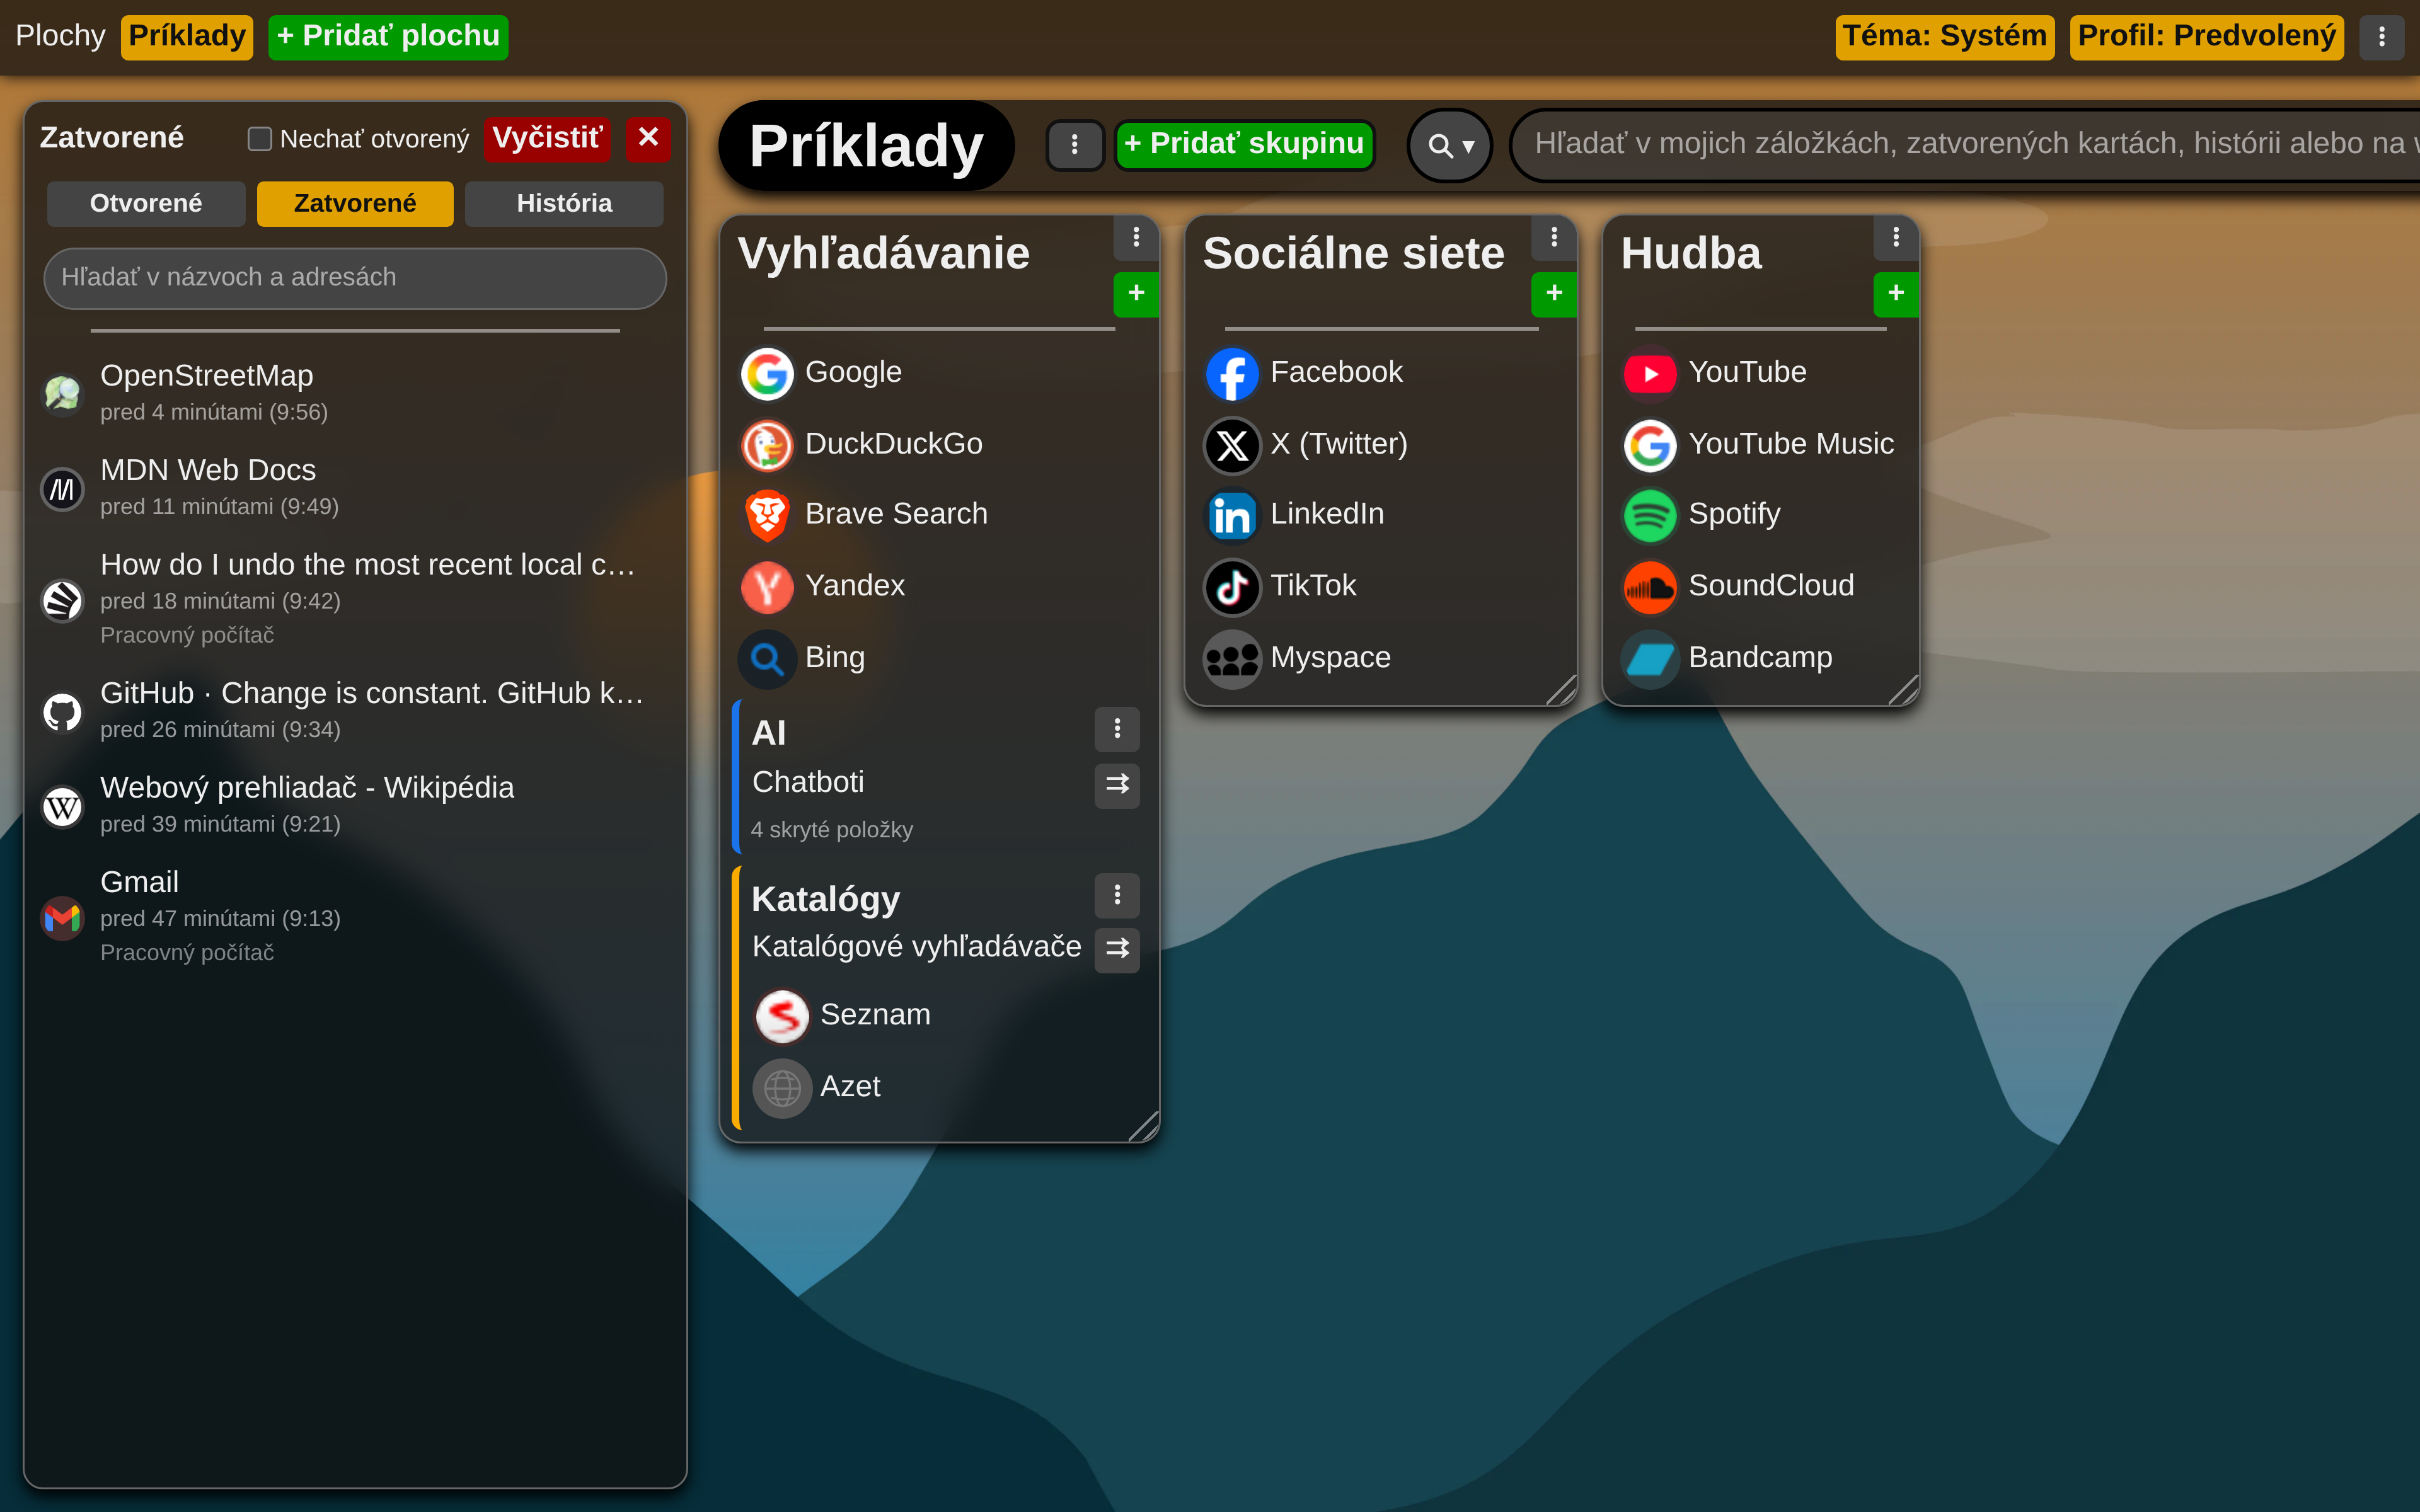 Plochy Príklady + Pridať plochu Téma: Systém Profil: Predvolený
Zatvorené Nechať otvorený Vyčistiť
Otvorené Zatvorené História
Hľadať v názvoch a adresách
OpenStreetMap
pred 4 minútami (9:56)
MDN Web Docs
pred 11 minútami (9:49)
How do I undo the most recent local c…
pred 18 minútami (9:42)
Pracovný počítač
GitHub · Change is constant. GitHub k…
pred 26 minútami (9:34)
Webový prehliadač - Wikipédia
pred 39 minútami (9:21)
Gmail
pred 47 minútami (9:13)
Pracovný počítač
Príklady + Pridať skupinu Hľadať v mojich záložkách, zatvorených kartách, histórii alebo na
Vyhľadávanie
+
Google
DuckDuckGo
Brave Search
Yandex
Bing
AI
Chatboti
4 skryté položky
Katalógy
Katalógové vyhľadávače
Seznam
Azet
Sociálne siete
+
Facebook
X (Twitter)
LinkedIn
TikTok
Myspace
Hudba
+
YouTube
YouTube Music
Spotify
SoundCloud
Bandcamp